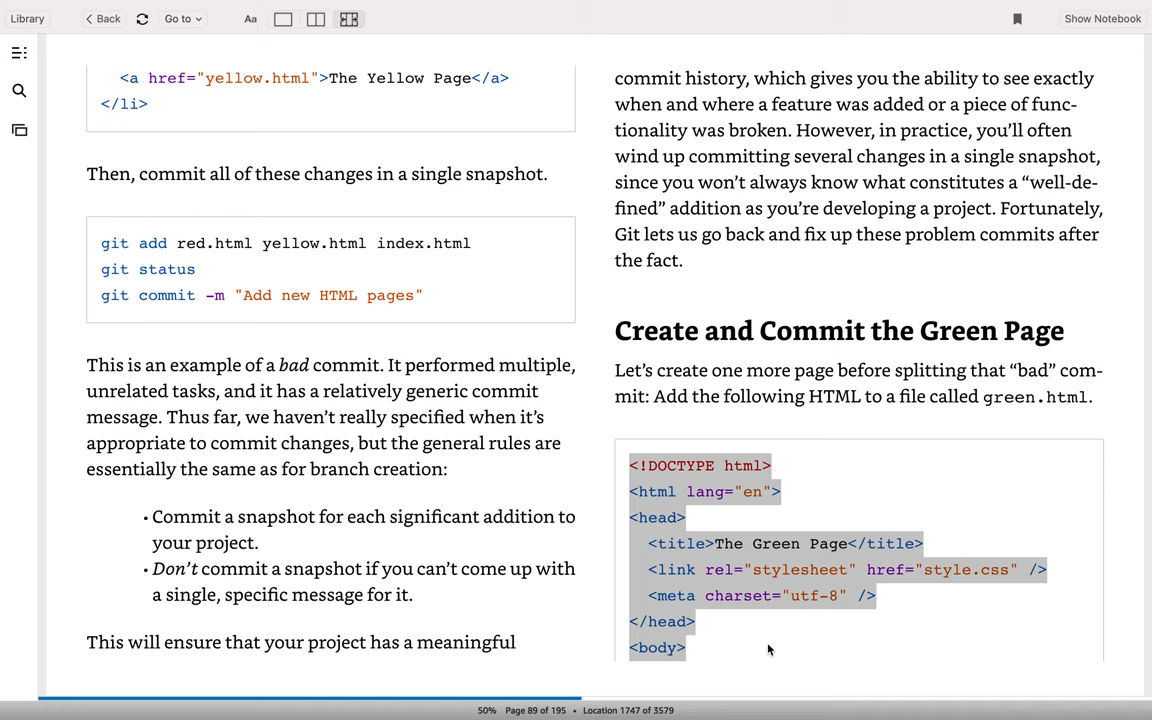 Library
Back
Go to
Aa
Show Notebook
<a href="yellow.html">The Yellow Page</a>
</li>
Then, commit all of these changes in a single snapshot.
git add red.html yellow.html index.html
git status
git commit -m "Add new HTML pages"
This is an example of a bad commit. It performed multiple,
unrelated tasks, and it has a relatively generic commit
message. Thus far, we haven’t really specified when it’s
appropriate to commit changes, but the general rules are
essentially the same as for branch creation:
• Commit a snapshot for each significant addition to
your project.
• Don’t commit a snapshot if you can’t come up with
a single, specific message for it.
This will ensure that your project has a meaningful
commit history, which gives you the ability to see exactly
when and where a feature was added or a piece of func-
tionality was broken. However, in practice, you’ll often
wind up committing several changes in a single snapshot,
since you won’t always know what constitutes a “well-de-
fined” addition as you’re developing a project. Fortunately,
Git lets us go back and fix up these problem commits after
the fact.
Create and Commit the Green Page
Let’s create one more page before splitting that “bad” com-
mit: Add the following HTML to a file called green.html.
<!DOCTYPE html>
<html lang="en">
<head>
<title>The Green Page</title>
<link rel="stylesheet" href="style.css" />
<meta charset="utf-8" />
</head>
<body>
50% Page 89 of 195 • Location 1747 of 3579